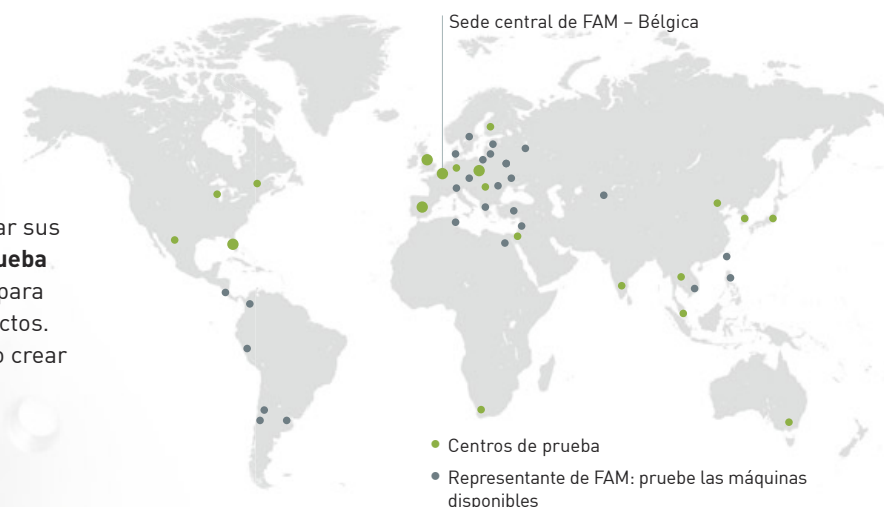 Sede central de FAM – Bélgica
ar sus
ueba
para
ctos.
o crear
Centros de prueba
Representante de FAM: pruebe las máquinas
disponibles